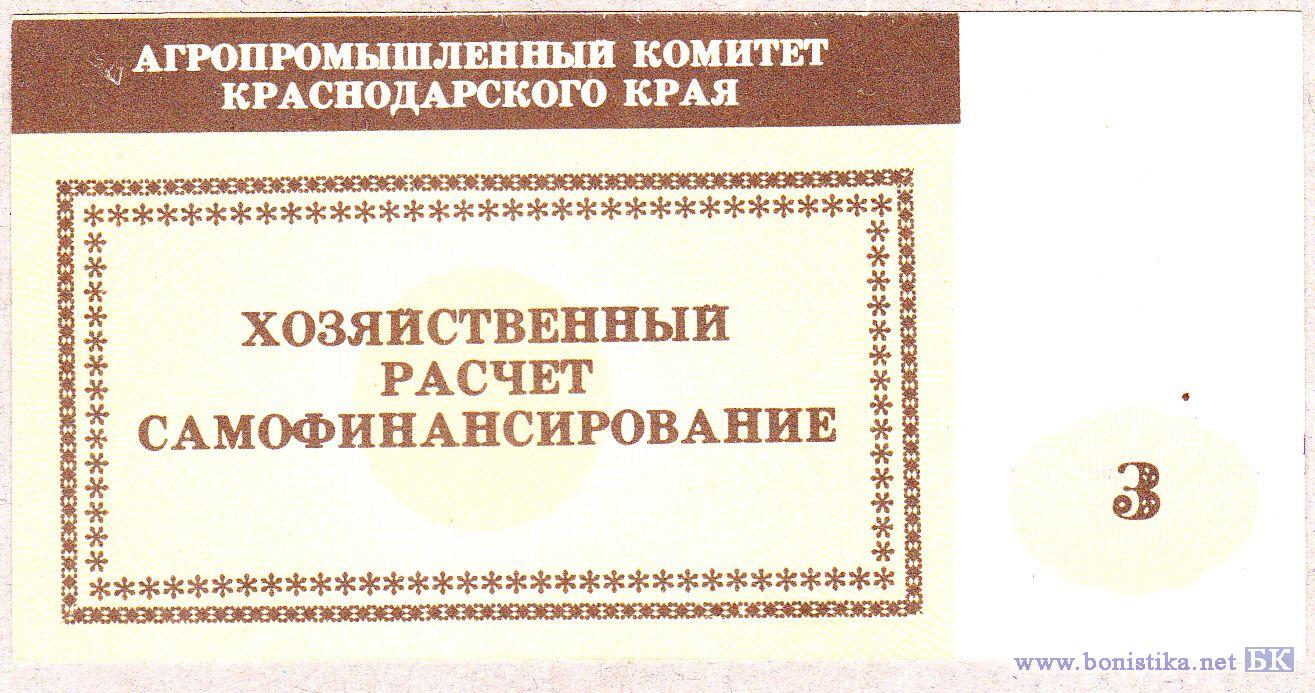 АГРОПРОМЫШЛЕННЫЙ КОМИТЕТ
КРАСНОДАРСКОГО КРАЯ
ХОЗЯЙСТВЕННЫЙ
РАСЧЕТ
САМОФИНАНСИРОВАНИЕ
3
www.bonistika.net БК